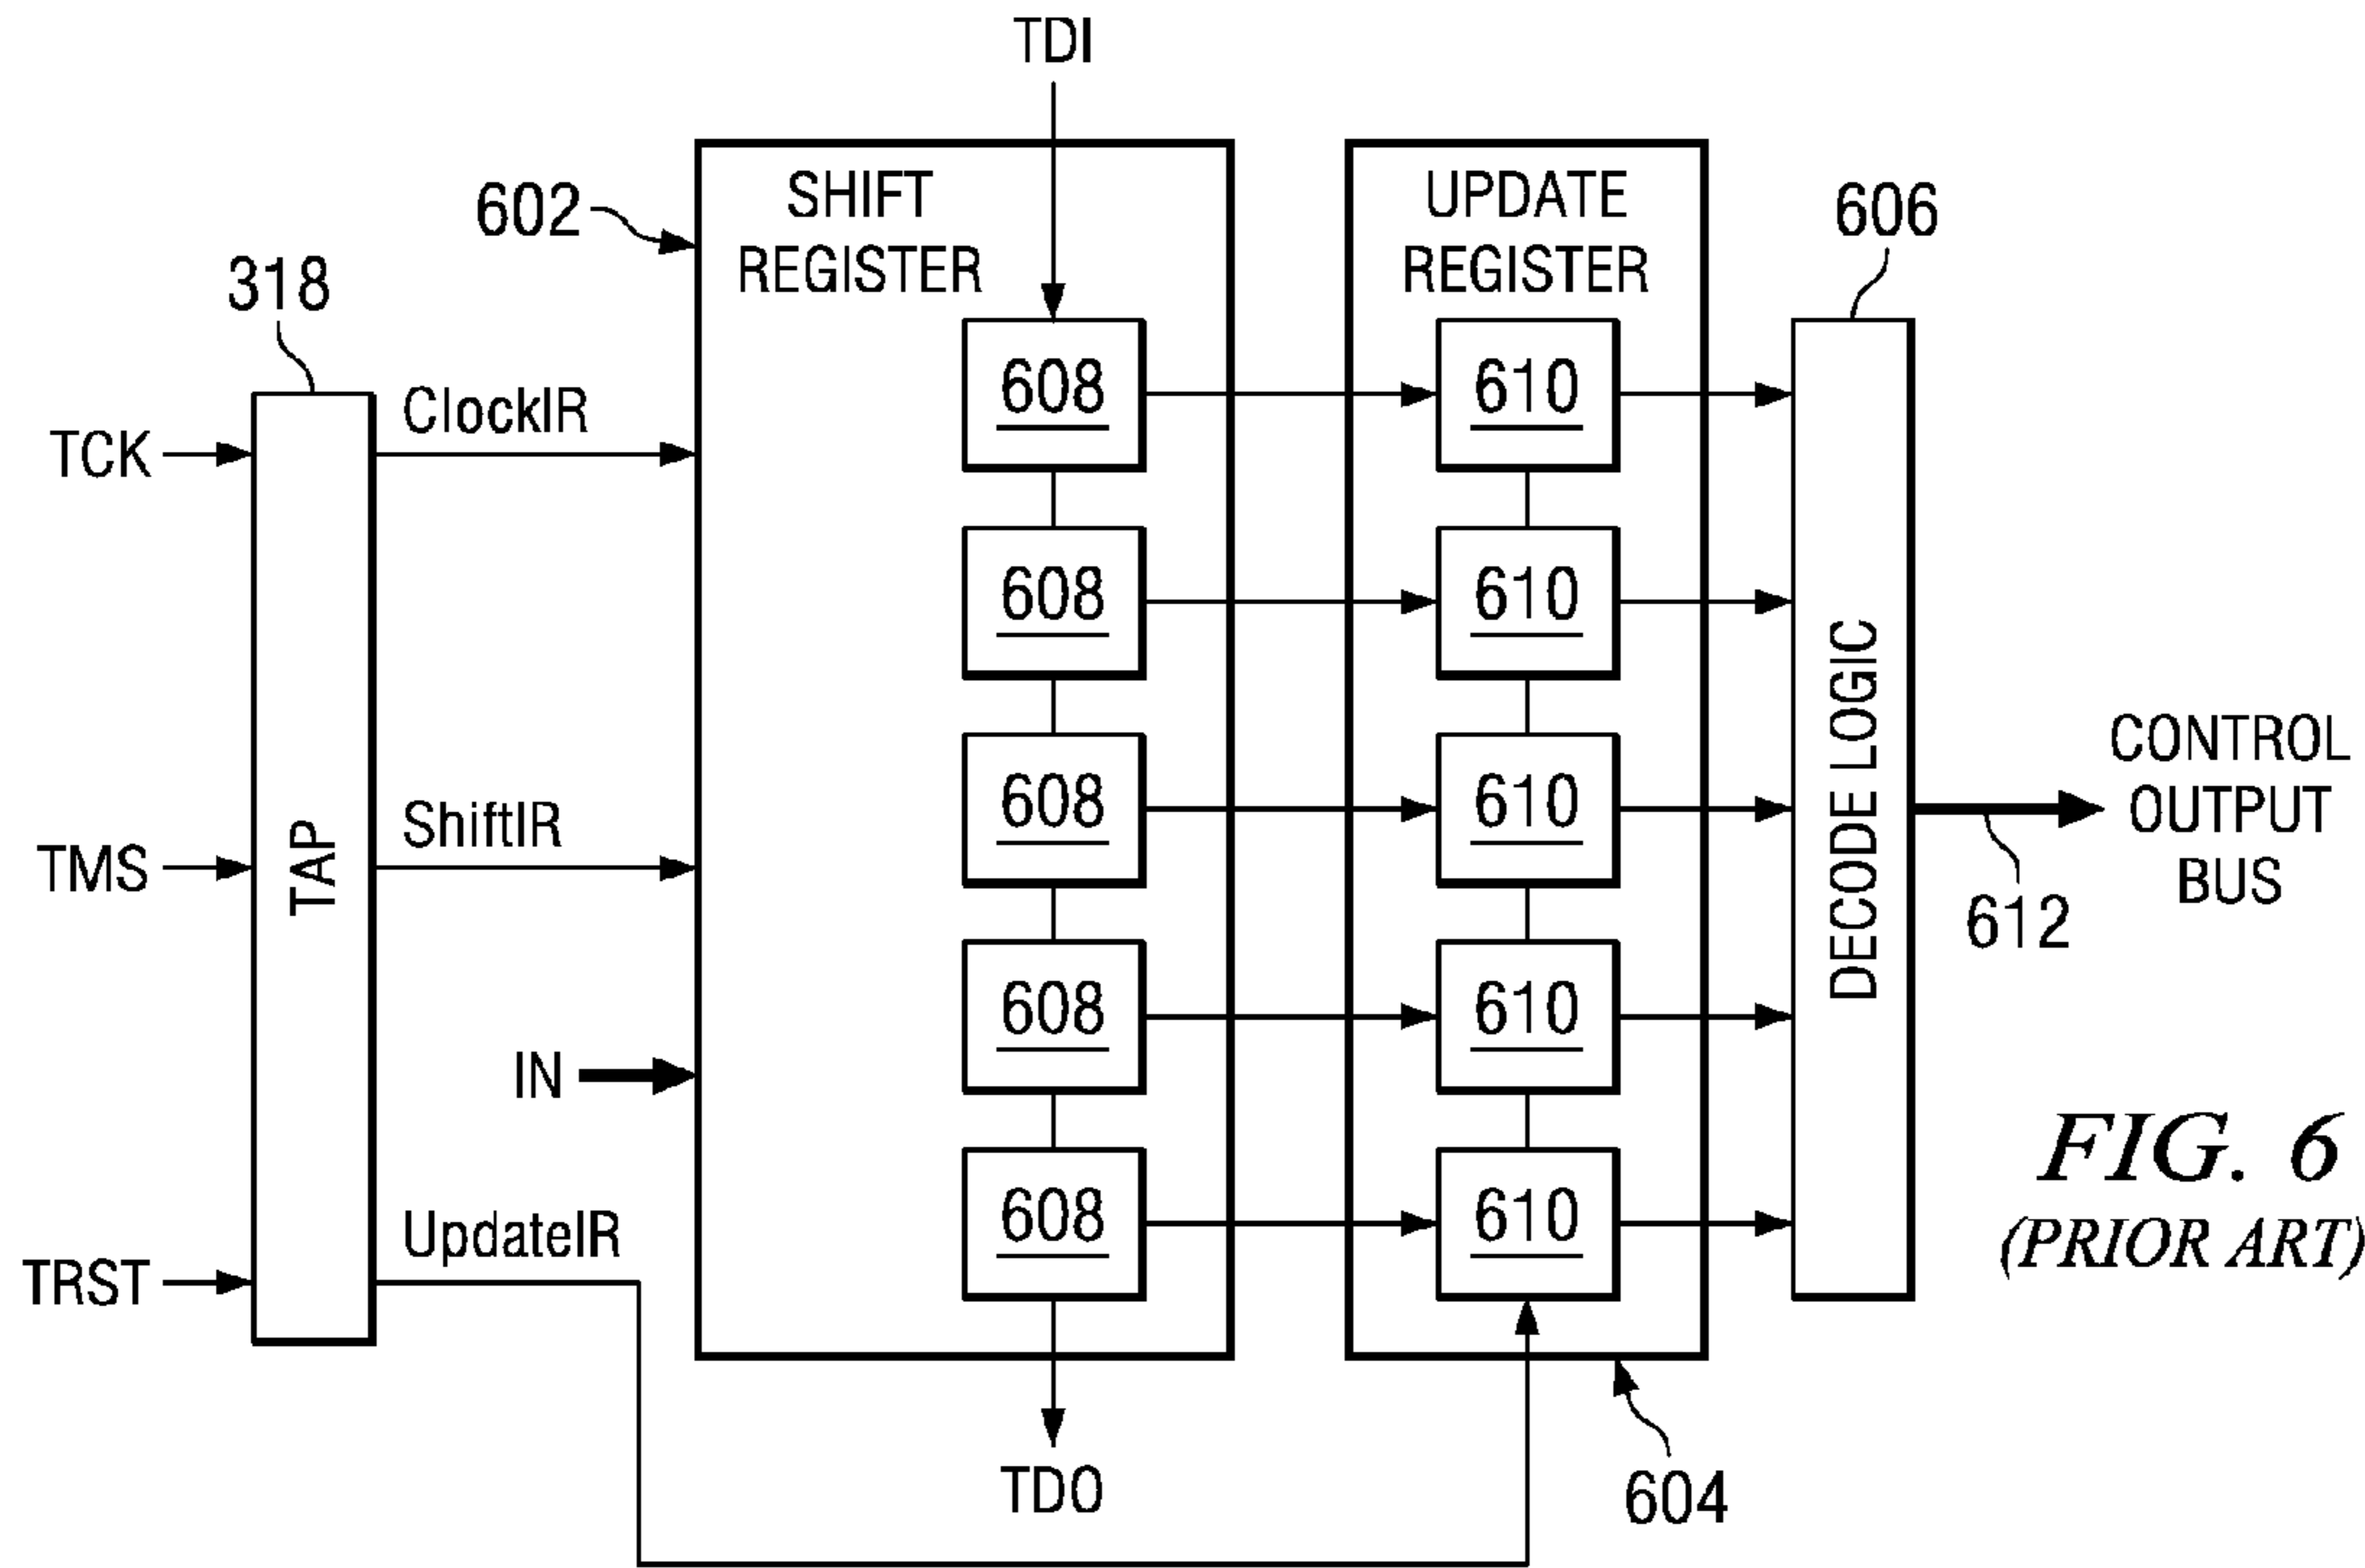 TDI
602
SHIFT
REGISTER
UPDATE
REGISTER
606
318
TCK
ClockIR
608
610
608
610
TMS
TAP
ShiftIR
608
610
DECODE LOGIC
CONTROL
OUTPUT
BUS
612
IN
608
610
TRST
UpdateIR
608
610
FIG. 6
(PRIOR ART)
TDO
604